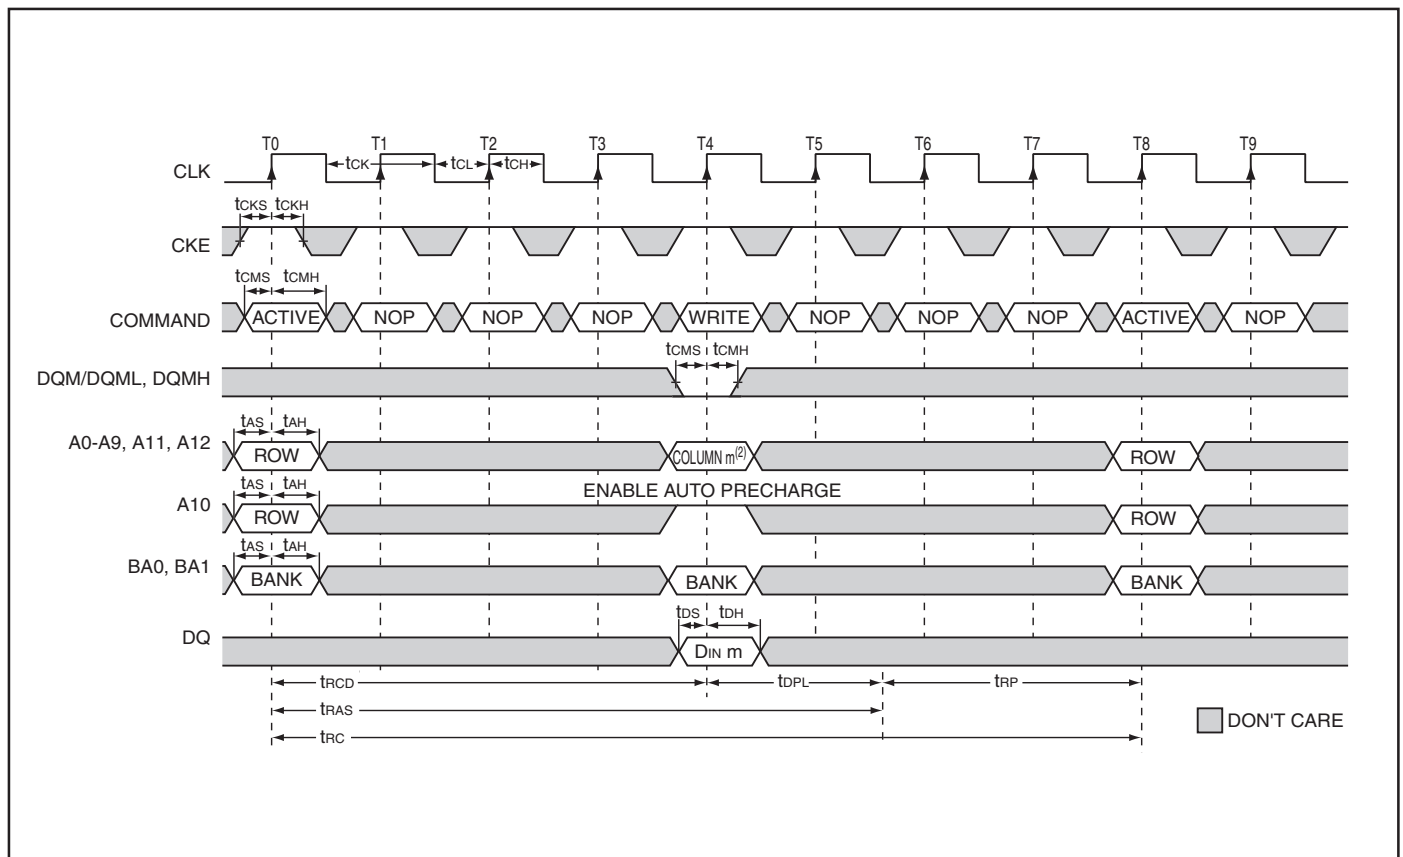 T0 T1 T2 T3 T4 T5 T6 T7 T8 T9
CLK tCK tCL tCH
tCKS tCKH
CKE
tCMS tCMH
COMMAND ACTIVE NOP NOP NOP WRITE NOP NOP NOP ACTIVE NOP
tCMS tCMH
DQM/DQML, DQMH
tAS tAH
A0-A9, A11, A12 ROW COLUMN m(2) ROW
tAS tAH ENABLE AUTO PRECHARGE
A10 ROW ROW
tAS tAH
BA0, BA1 BANK BANK BANK
tDS tDH
DQ DIN m
tRCD tDPL tRP
tRAS
DON'T CARE
tRC